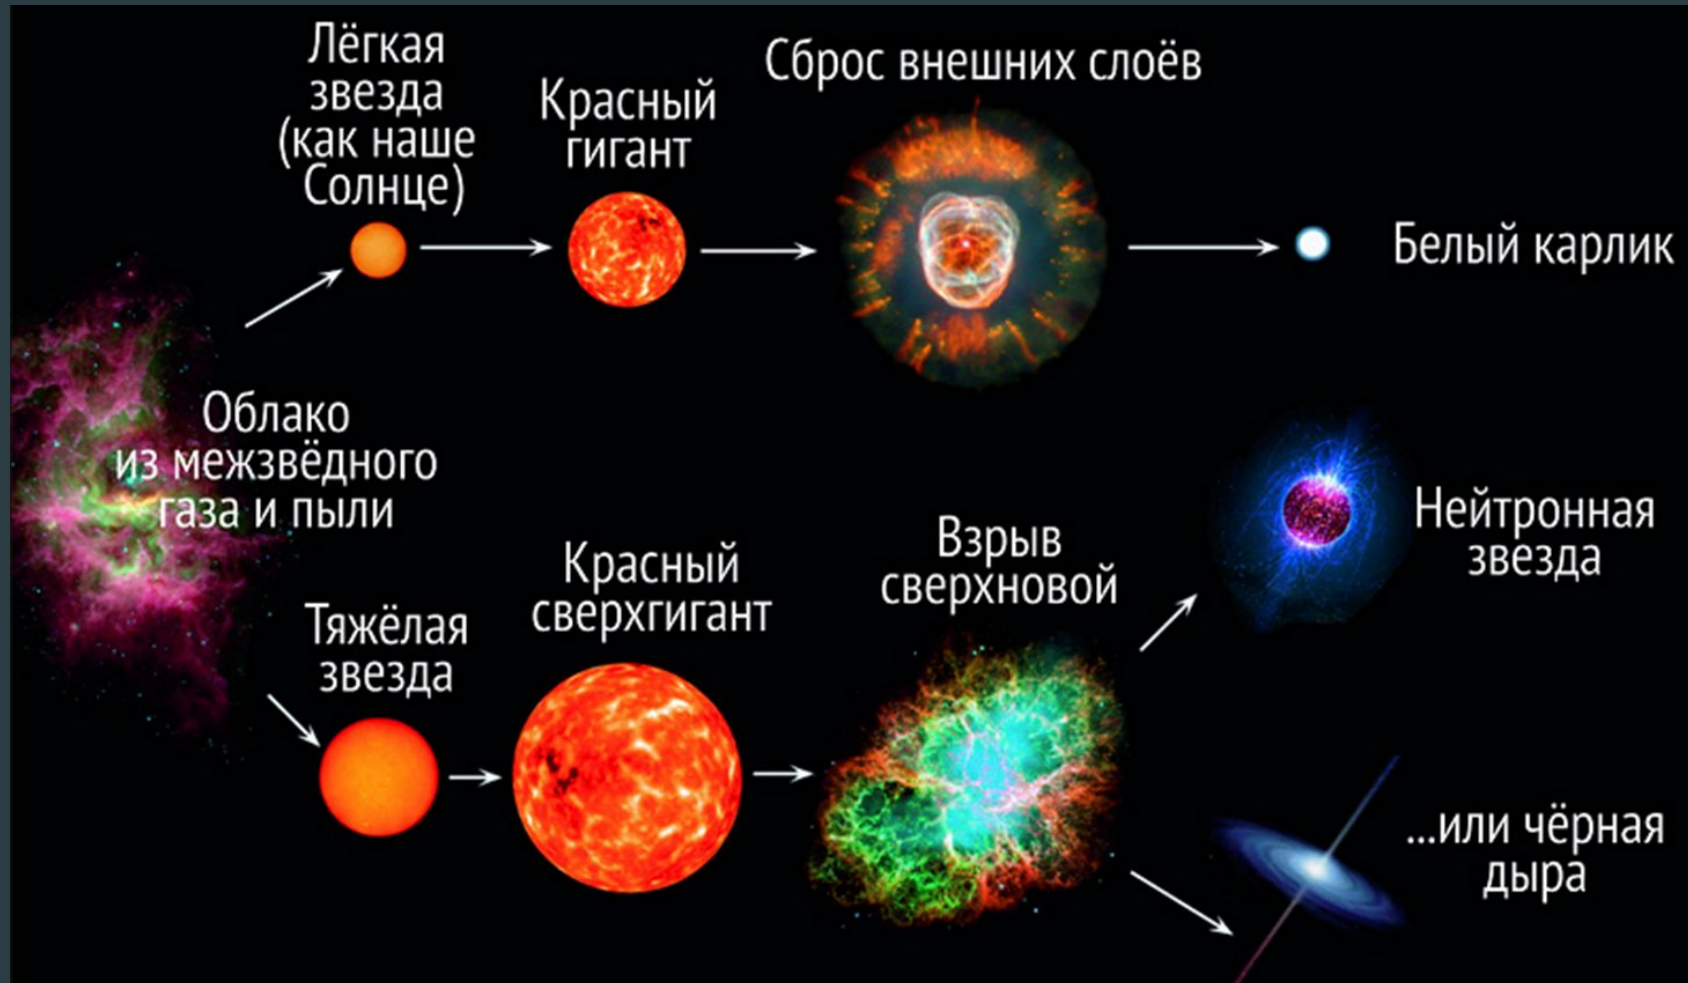 Лёгкая
звезда
(как наше
Солнце)
Красный
гигант
Сброс внешних слоёв
Белый карлик
Облако
из межзвёдного
газа и пыли
Тяжёлая
звезда
Красный
сверхгигант
Взрыв
сверхновой
Нейтронная
звезда
...или чёрная
дыра